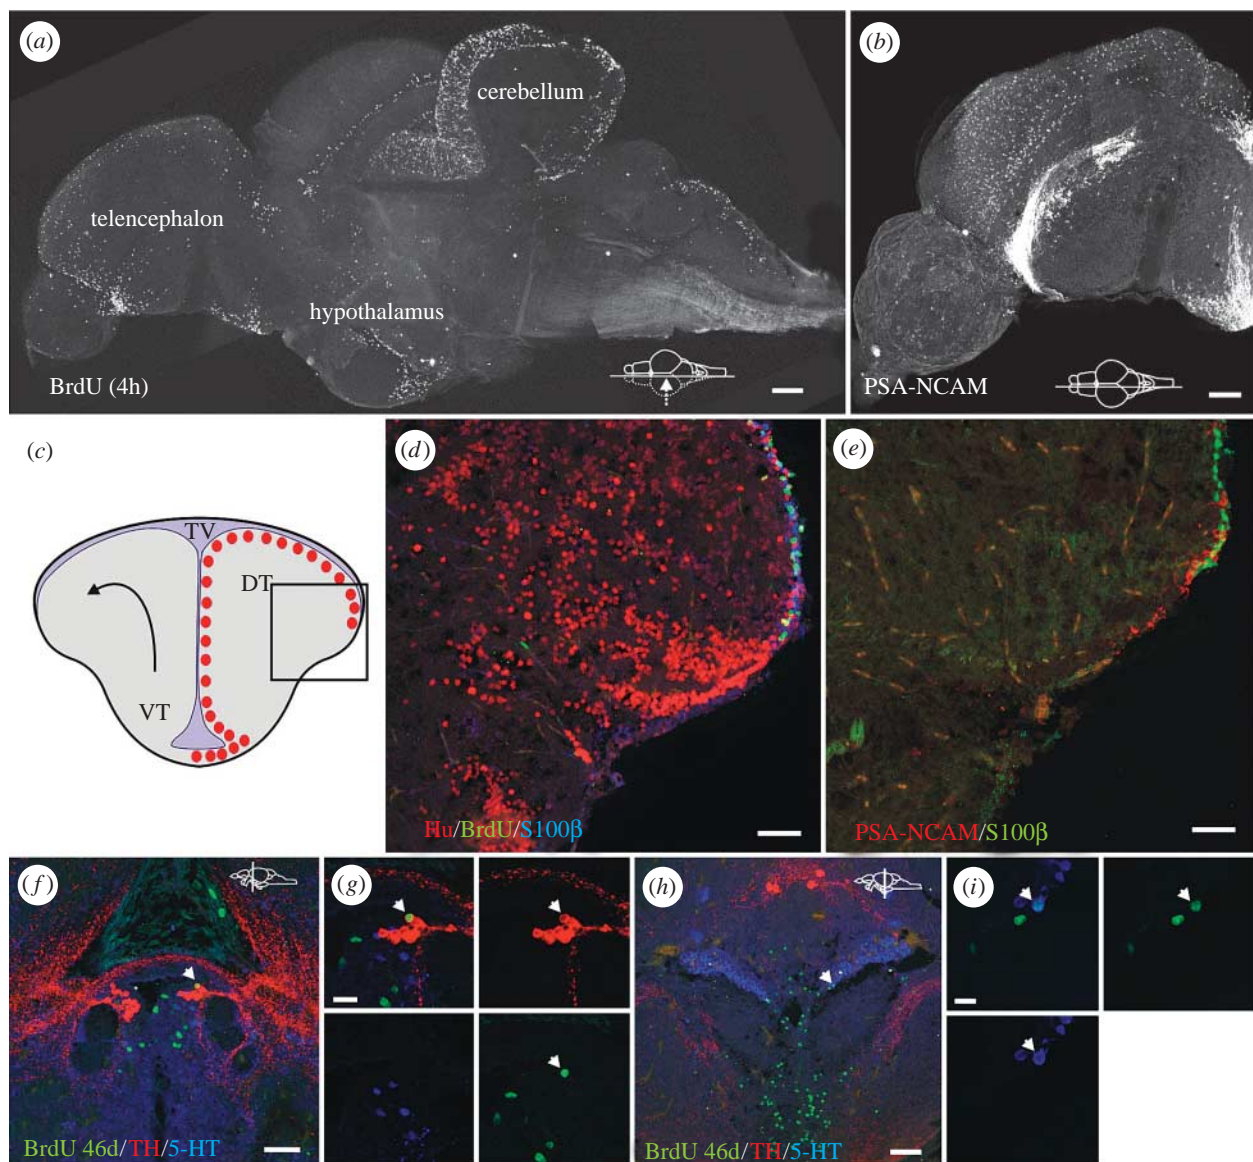 (a)
cerebellum
telencephalon
hypothalamus
BrdU (4h)
(b)
PSA-NCAM
(c)
TV
DT
VT
(d)
Hu/BrdU/S100β
(e)
PSA-NCAM/S100β
(f)
BrdU 46d/TH/5-HT
(g)
(h)
BrdU 46d/TH/5-HT
(i)